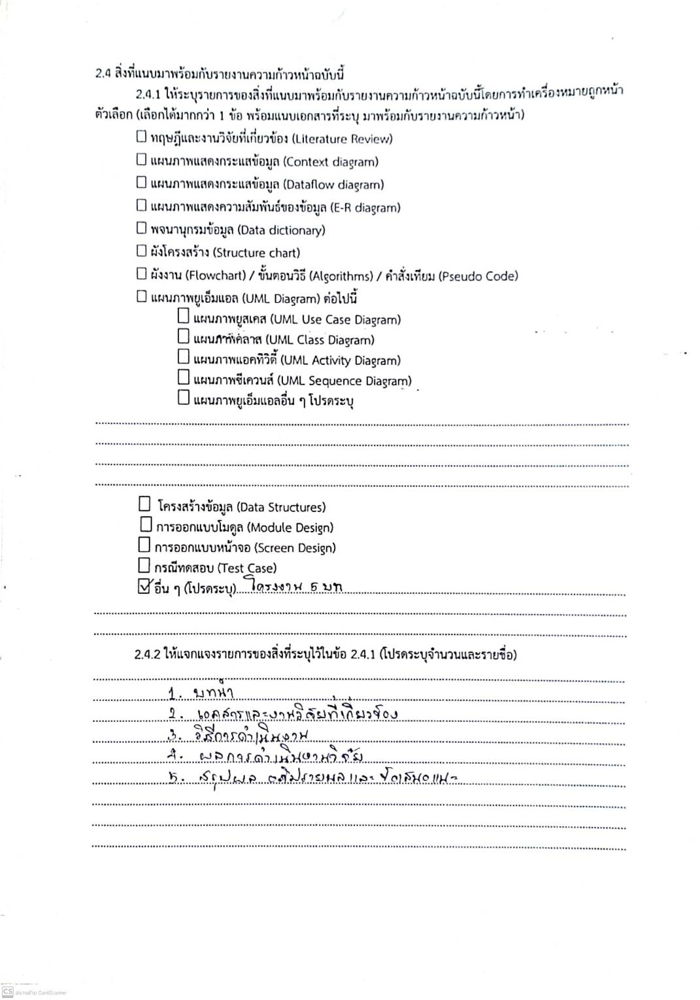 2.4 สิ่งที่แนบมาพร้อมกับรายงานความก้าวหน้าฉบับนี้
2.4.1 ให้ระบุรายการของสิ่งที่แนบมาพร้อมกับรายงานความก้าวหน้าฉบับนี้โดยการทำเครื่องหมายถูกหน้า
ตัวเลือก (เลือกได้มากกว่า 1 ข้อ พร้อมแนบเอกสารที่ระบุ มาพร้อมกับรายงานความก้าวหน้า)
☐ ทฤษฎีและงานวิจัยที่เกี่ยวข้อง (Literature Review)
☐ แผนภาพแสดงกระแสข้อมูล (Context diagram)
☐ แผนภาพแสดงกระแสข้อมูล (Dataflow diagram)
☐ แผนภาพแสดงความสัมพันธ์ของข้อมูล (E-R diagram)
☐ พจนานุกรมข้อมูล (Data dictionary)
☐ ผังโครงสร้าง (Structure chart)
☐ ผังงาน (Flowchart) / ขั้นตอนวิธี (Algorithms) / คำสั่งเทียม (Pseudo Code)
☐ แผนภาพยูเอ็มแอล (UML Diagram) ต่อไปนี้
☐ แผนภาพยูสเคส (UML Use Case Diagram)
☐ แผนภาพคลาส (UML Class Diagram)
☐ แผนภาพแอคทิวิตี้ (UML Activity Diagram)
☐ แผนภาพซีเควนส์ (UML Sequence Diagram)
☐ แผนภาพยูเอ็มแอลอื่น ๆ โปรดระบุ
☐ โครงสร้างข้อมูล (Data Structures)
☐ การออกแบบโมดูล (Module Design)
☐ การออกแบบหน้าจอ (Screen Design)
☐ กรณีทดสอบ (Test Case)
☑ อื่น ๆ (โปรดระบุ) โครงงาน 5 บท
2.4.2 ให้แจกแจงรายการของสิ่งที่ระบุไว้ในข้อ 2.4.1 (โปรดระบุจำนวนและรายชื่อ)
1. บทนำ
2. เอกสารและงานวิจัยที่เกี่ยวข้อง
3. วิธีการดำเนินงาน
4. ผลการดำเนินงานวิจัย
5. สรุปผล อภิปรายผลและข้อเสนอแนะ
CS สแกนด้วย CamScanner